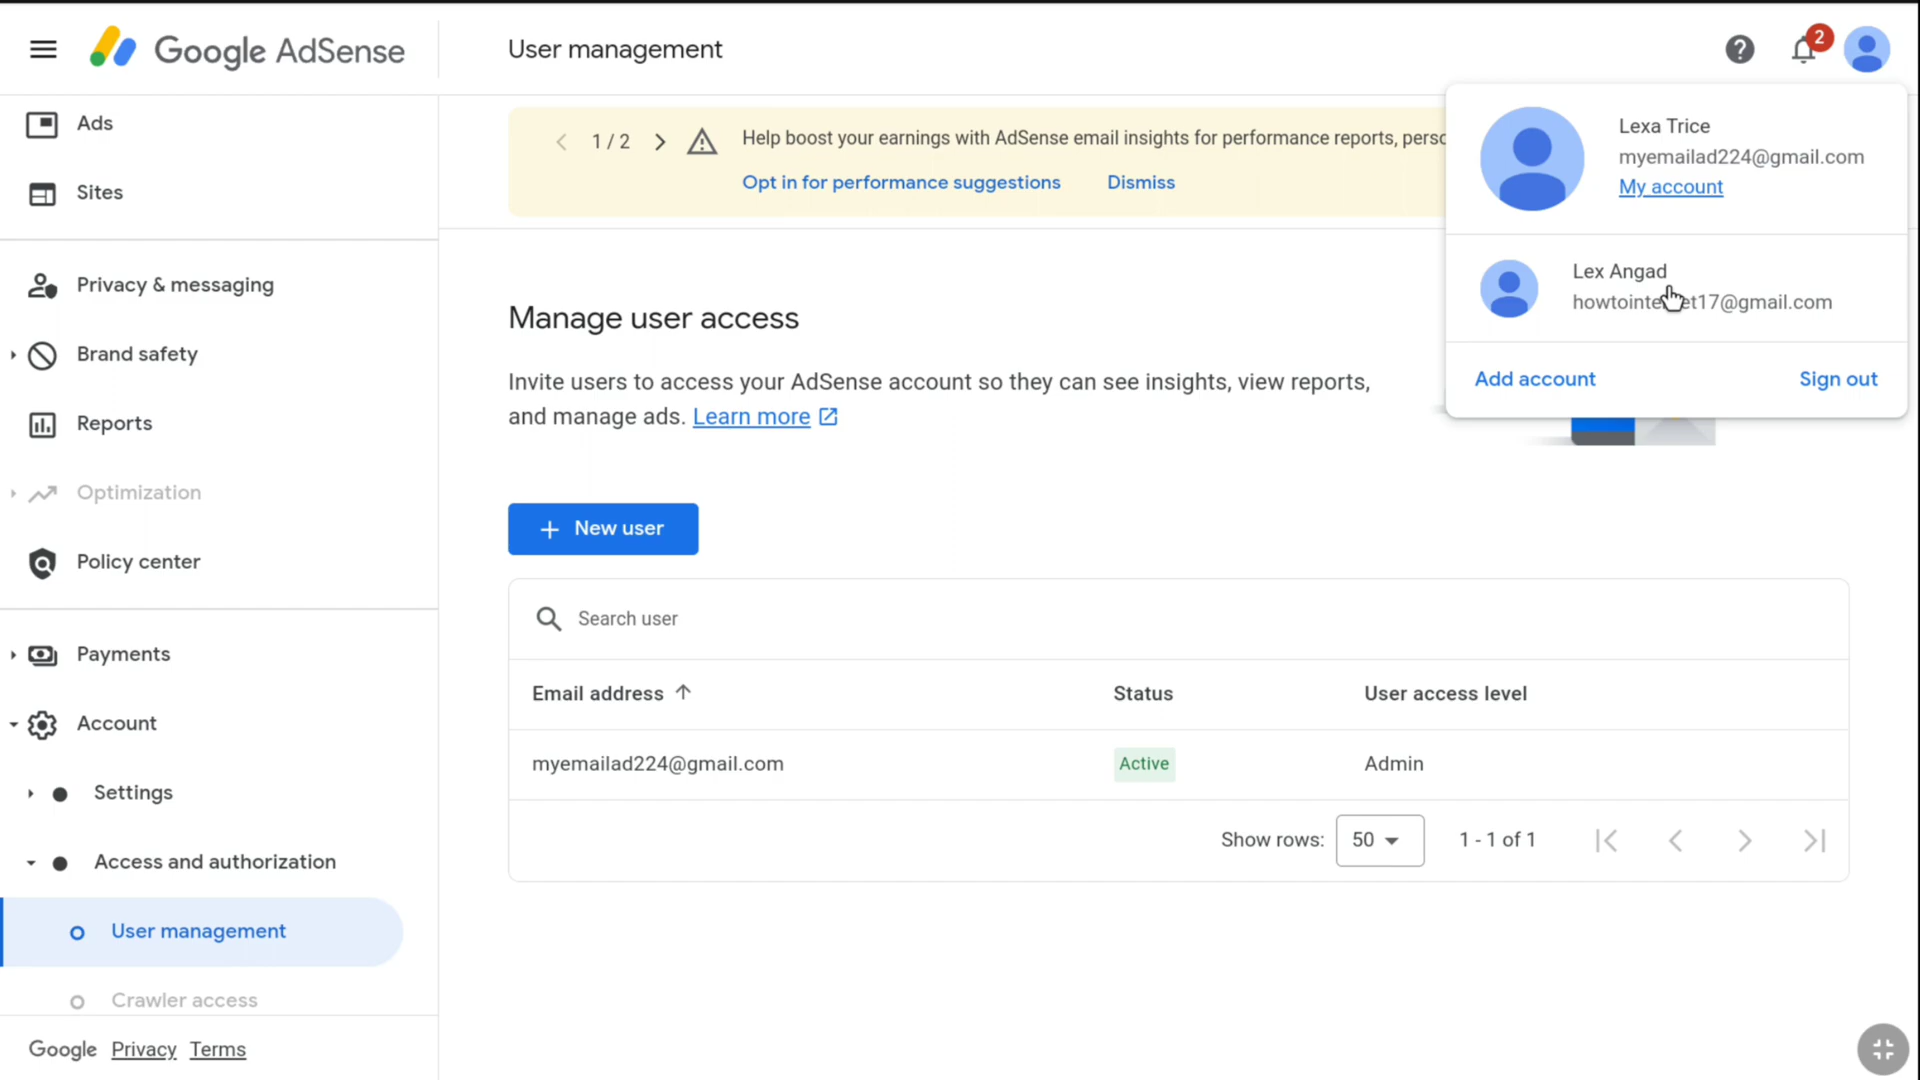 Google AdSense
User management
2
Ads
Sites
Privacy & messaging
Brand safety
Reports
Optimization
Policy center
Payments
Account
Settings
Access and authorization
User management
Crawler access
Google Privacy Terms
1 / 2
Help boost your earnings with AdSense email insights for performance reports,
Opt in for performance suggestions Dismiss
Lexa Trice
myemailad224@gmail.com
My account
Lex Angad
Add account Sign out
Manage user access
Invite users to access your AdSense account so they can see insights, view reports,
and manage ads. Learn more
New user
Search user
Email address Status User access level
myemailad224@gmail.com Active Admin
Show rows: 50 1 - 1 of 1